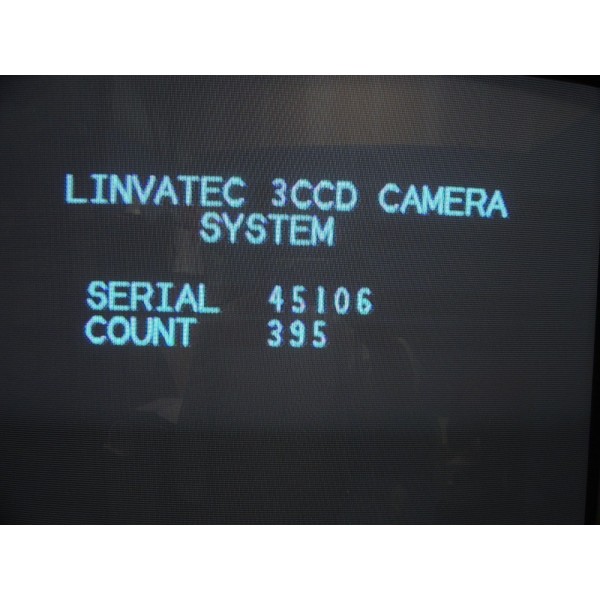 LINVATEC 3CCD CAMERA
SYSTEM
SERIAL 45106
COUNT 395